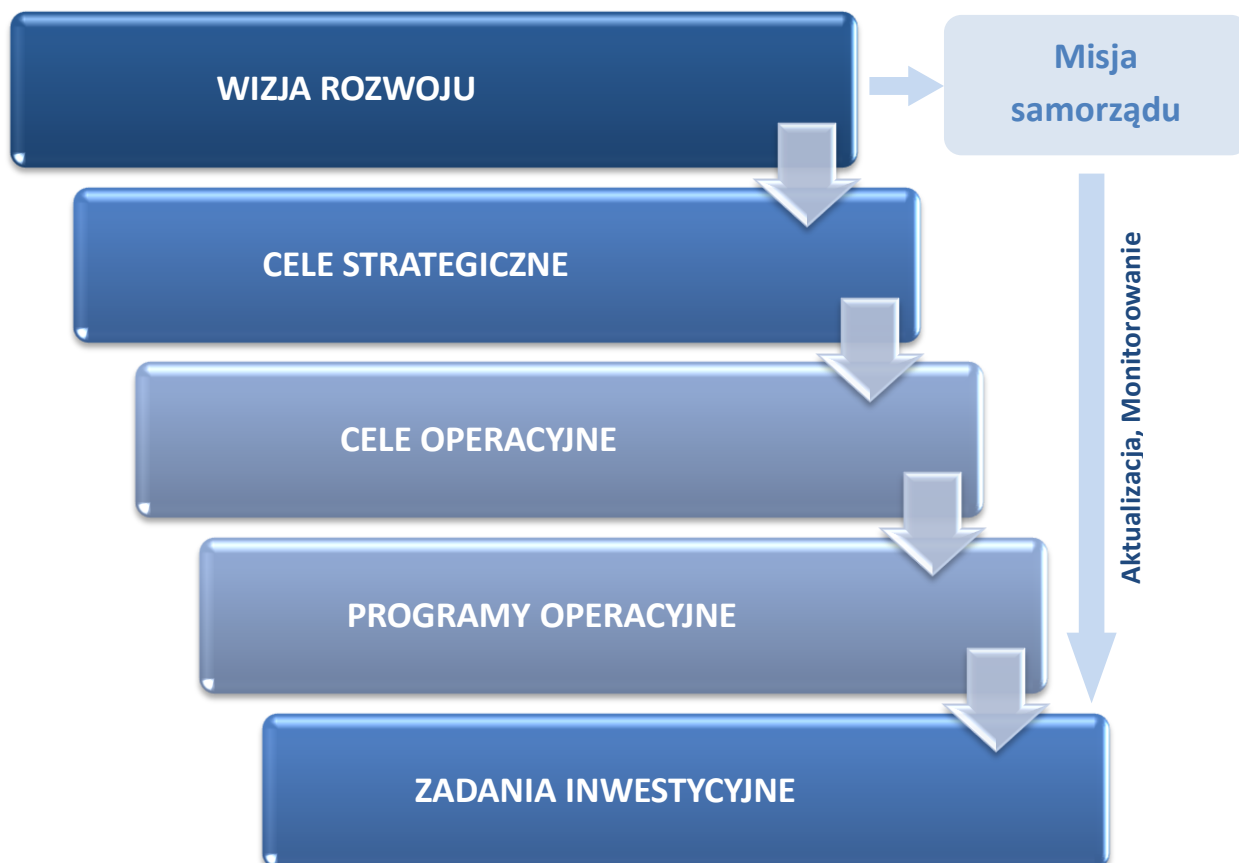 WIZJA ROZWOJU
Misja
samorządu
CELE STRATEGICZNE
CELE OPERACYJNE
PROGRAMY OPERACYJNE
ZADANIA INWESTYCYJNE
Aktualizacja, Monitorowanie